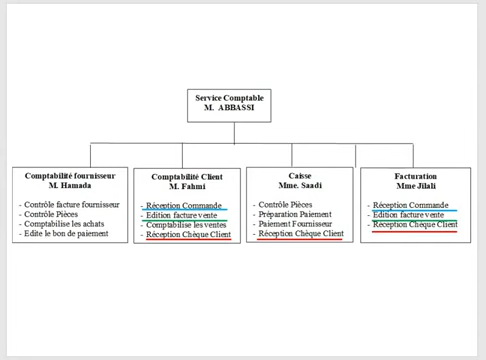 Service Comptable
M. ABBASSI
Comptabilité fournisseur
M. Hamada
- Contrôle facture fournisseur
- Contrôle Pièces
- Comptabilise les achats
- Edite le bon de paiement
Comptabilité Client
M. Fahmi
- Réception Commande
- Edition facture vente
- Comptabilise les ventes
- Réception Chèque Client
Caisse
Mme. Saadi
- Contrôle Pièces
- Préparation Paiement
- Paiement Fournisseur
- Réception Chèque Client
Facturation
Mme Jilali
- Réception Commande
- Edition facture vente
- Réception Chèque Client